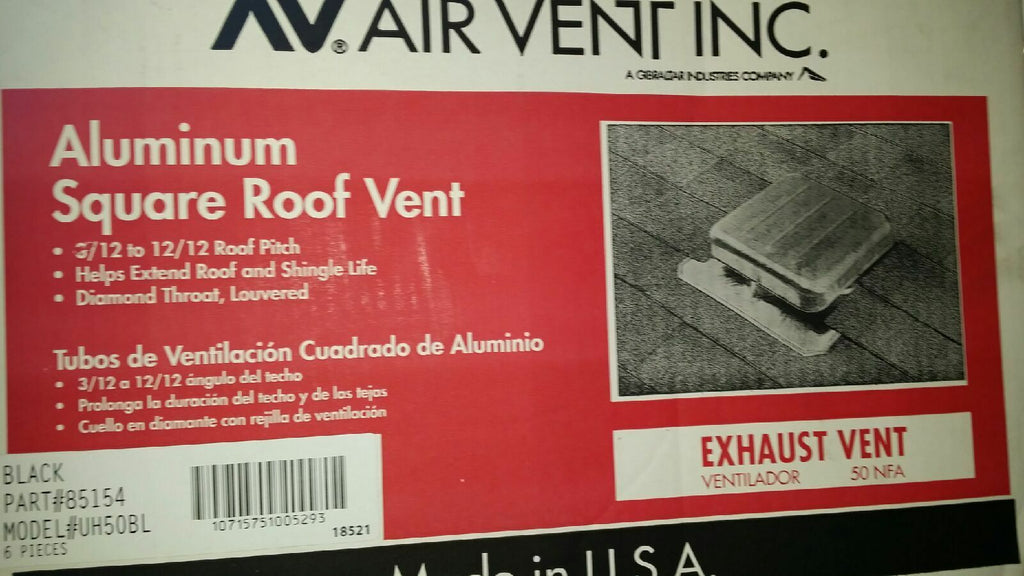 AV® AIR VENT INC.
A GIBRALTAR INDUSTRIES COMPANY
Aluminum
Square Roof Vent
• 3/12 to 12/12 Roof Pitch
• Helps Extend Roof and Shingle Life
• Diamond Throat, Louvered
Tubos de Ventilación Cuadrado de Aluminio
• 3/12 a 12/12 ángulo del techo
• Prolonga la duración del techo y de las tejas
• Cuello en diamante con rejilla de ventilación
EXHAUST VENT
VENTILADOR 50 NFA
BLACK
PART#85154
MODEL#UH50BL
6 PIECES
10715751005293
18521
Made in U.S.A.